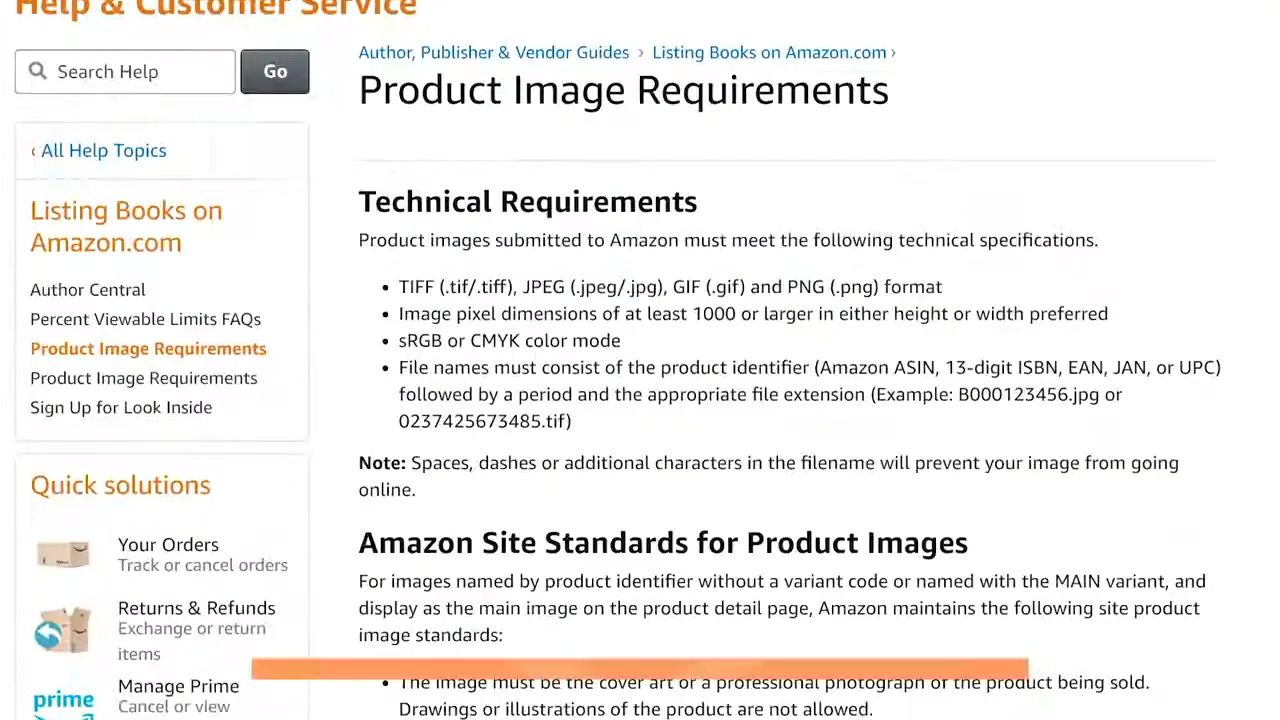 Help & Customer Service
Search Help
Go
‹ All Help Topics
Listing Books on
Amazon.com
Author Central
Percent Viewable Limits FAQs
Product Image Requirements
Product Image Requirements
Sign Up for Look Inside
Quick solutions
Your Orders
Track or cancel orders
Returns & Refunds
Exchange or return
items
prime
Manage Prime
Cancel or view
Author, Publisher & Vendor Guides › Listing Books on Amazon.com ›
Product Image Requirements
Technical Requirements
Product images submitted to Amazon must meet the following technical specifications.
• TIFF (.tif/.tiff), JPEG (.jpeg/.jpg), GIF (.gif) and PNG (.png) format
• Image pixel dimensions of at least 1000 or larger in either height or width preferred
• sRGB or CMYK color mode
• File names must consist of the product identifier (Amazon ASIN, 13-digit ISBN, EAN, JAN, or UPC)
followed by a period and the appropriate file extension (Example: B000123456.jpg or
0237425673485.tif)
Note: Spaces, dashes or additional characters in the filename will prevent your image from going
online.
Amazon Site Standards for Product Images
For images named by product identifier without a variant code or named with the MAIN variant, and
display as the main image on the product detail page, Amazon maintains the following site product
image standards:
• The image must be the cover art or a professional photograph of the product being sold.
Drawings or illustrations of the product are not allowed.